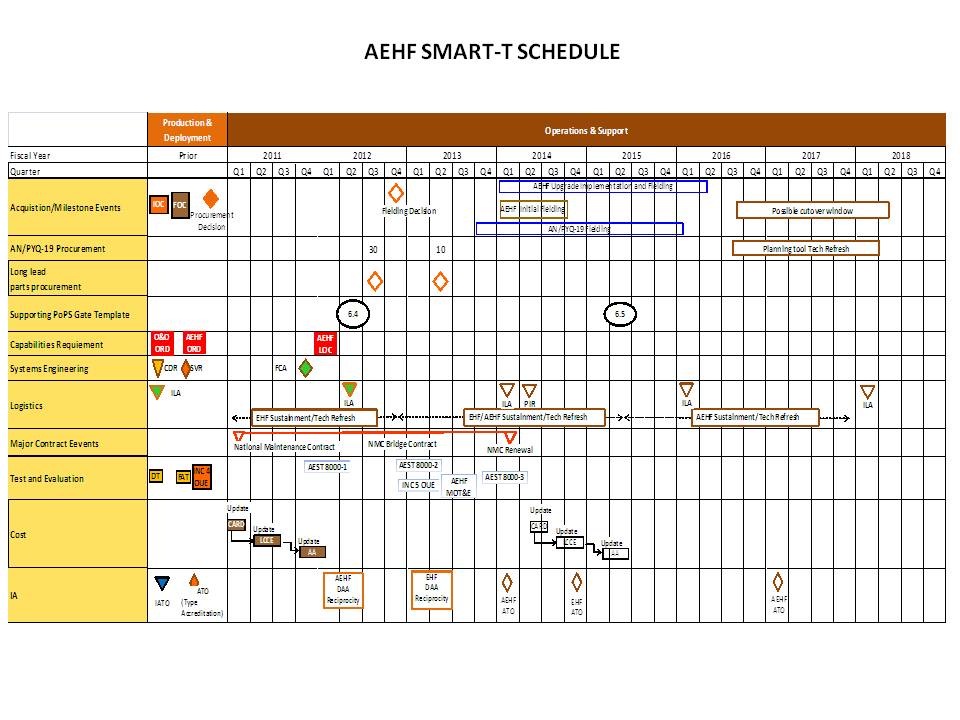 AEHF SMART-T SCHEDULE
Production &
Deployment
Operations & Support
Fiscal Year
Prior
2011
2012
2013
2014
2015
2016
2017
2018
Quarter
Q1 Q2 Q3 Q4 Q1 Q2 Q3 Q4 Q1 Q2 Q3 Q4 Q1 Q2 Q3 Q4 Q1 Q2 Q3 Q4 Q1 Q2 Q3 Q4 Q1 Q2 Q3 Q4 Q1 Q2 Q3 Q4
Acquistion/Milestone Events
IOC
FOC
Procurement
Decision
Fielding Decision
AEHF Upgrade Implementation and Fielding
AEHF Initial Fielding
AN/PYQ-19 Fielding
Possible cutover window
AN/PYQ-19 Procurement
30
10
Planning tool Tech Refresh
Long lead
parts procurement
Supporting PoPS Gate Template
6.4
6.5
Capabilities Requiement
O&O
ORD
AEHF
ORD
AEHF
LOC
Systems Engineering
CDR
SVR
FCA
Logistics
ILA
ILA
ILA
PIR
ILA
ILA
EHF Sustainment/Tech Refresh
EHF/AEHF Sustainment/Tech Refresh
AEHF Sustainment/Tech Refresh
Major Contract Eevents
National Maintenance Contract
NMC Bridge Contract
NMC Renewal
Test and Evaluation
DT
FAT
INC 4
OUE
AEST 8000-1
AEST 8000-2
INC 5 OUE
AEHF
MOT&E
AEST 8000-3
Cost
Update
CARD
Update
LCCE
Update
AA
Update
CARD
Update
LCCE
Update
IA
IATO
ATO
(Type
Accreditation)
AEHF
DAA
Reciprocity
EHF
DAA
Reciprocity
AEHF
ATO
EHF
ATO
AEHF
ATO